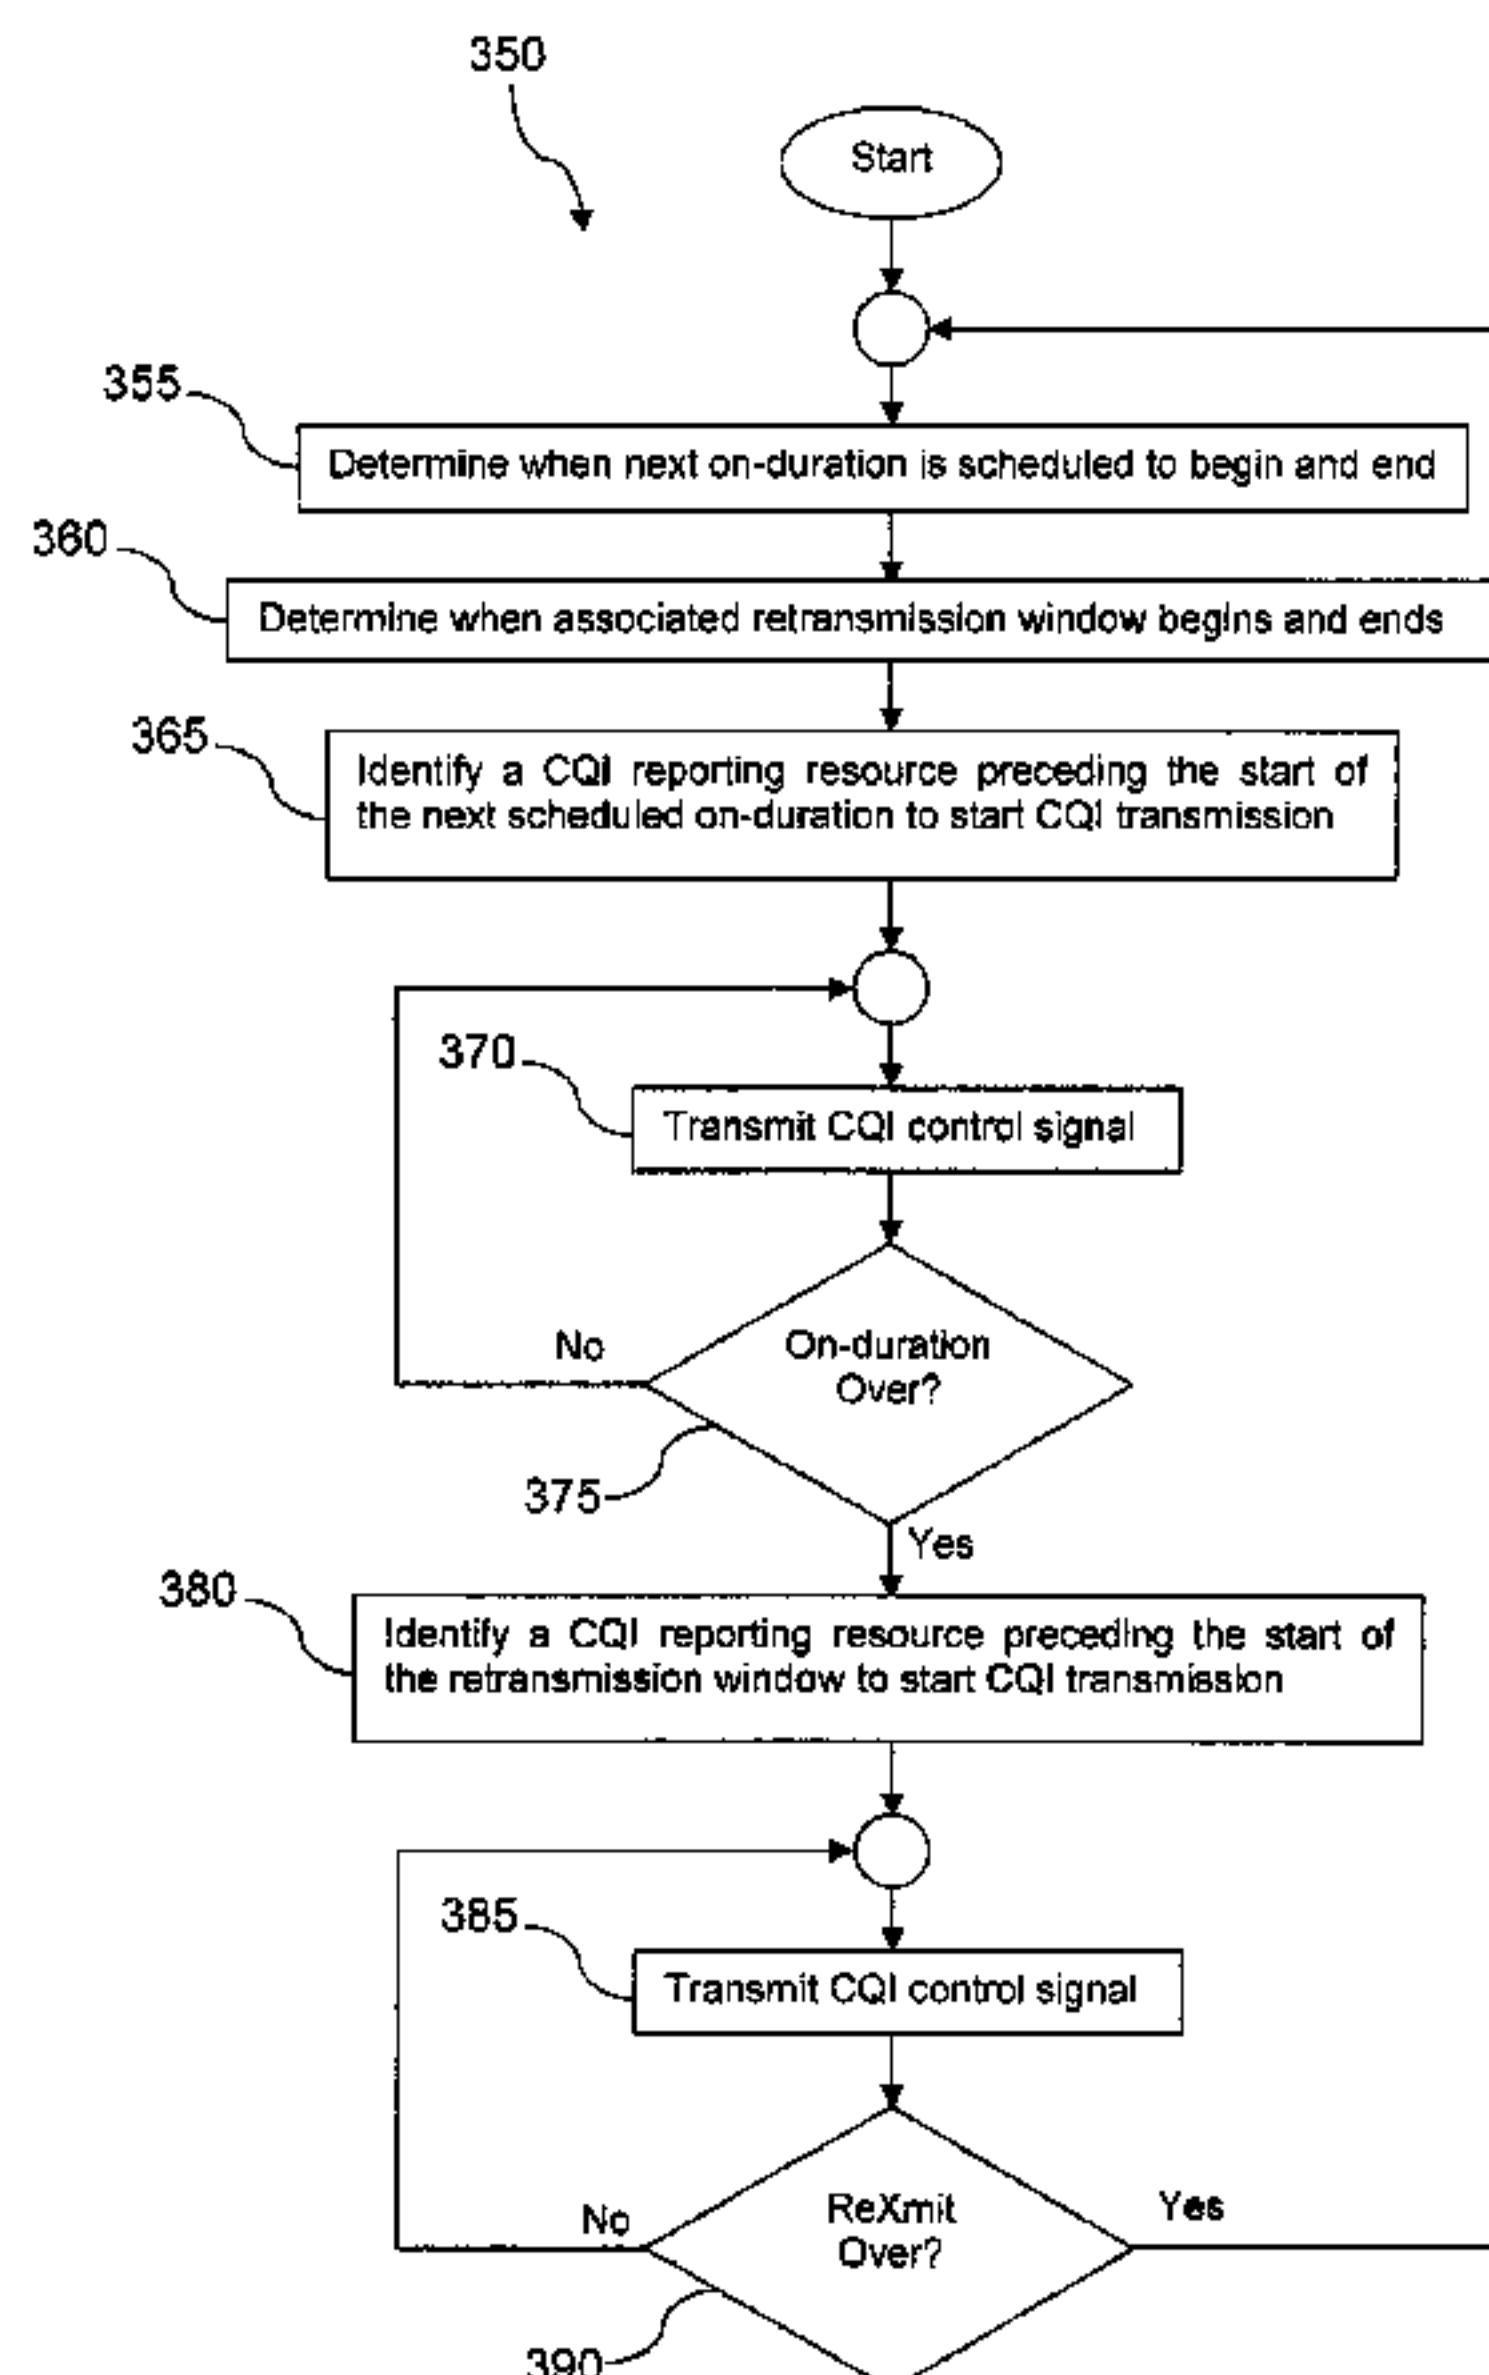 350
Start
355
Determine when next on-duration is scheduled to begin and end
360
Determine when associated retransmission window begins and ends
365
Identify a CQI reporting resource preceding the start of
the next scheduled on-duration to start CQI transmission
370
Transmit CQI control signal
No
On-duration
Over?
375
Yes
380
Identify a CQI reporting resource preceding the start of
the retransmission window to start CQI transmission
385
Transmit CQI control signal
No
ReXmit
Over?
Yes
390